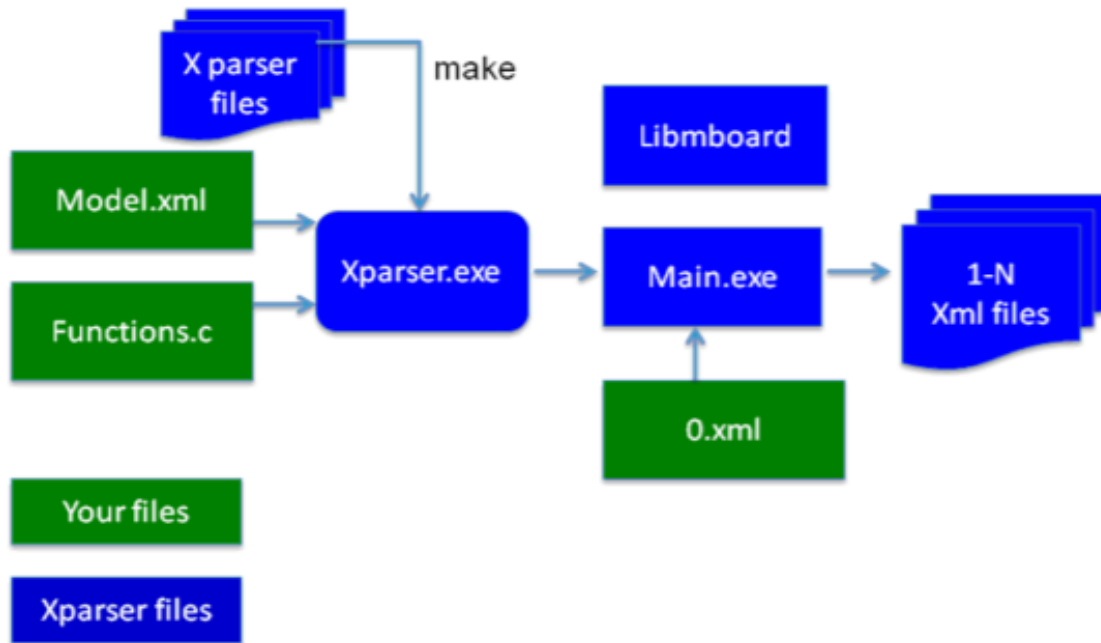 X parser
files
make
Libmboard
Model.xml
Xparser.exe
Main.exe
1-N
Xml files
Functions.c
0.xml
Your files
Xparser files